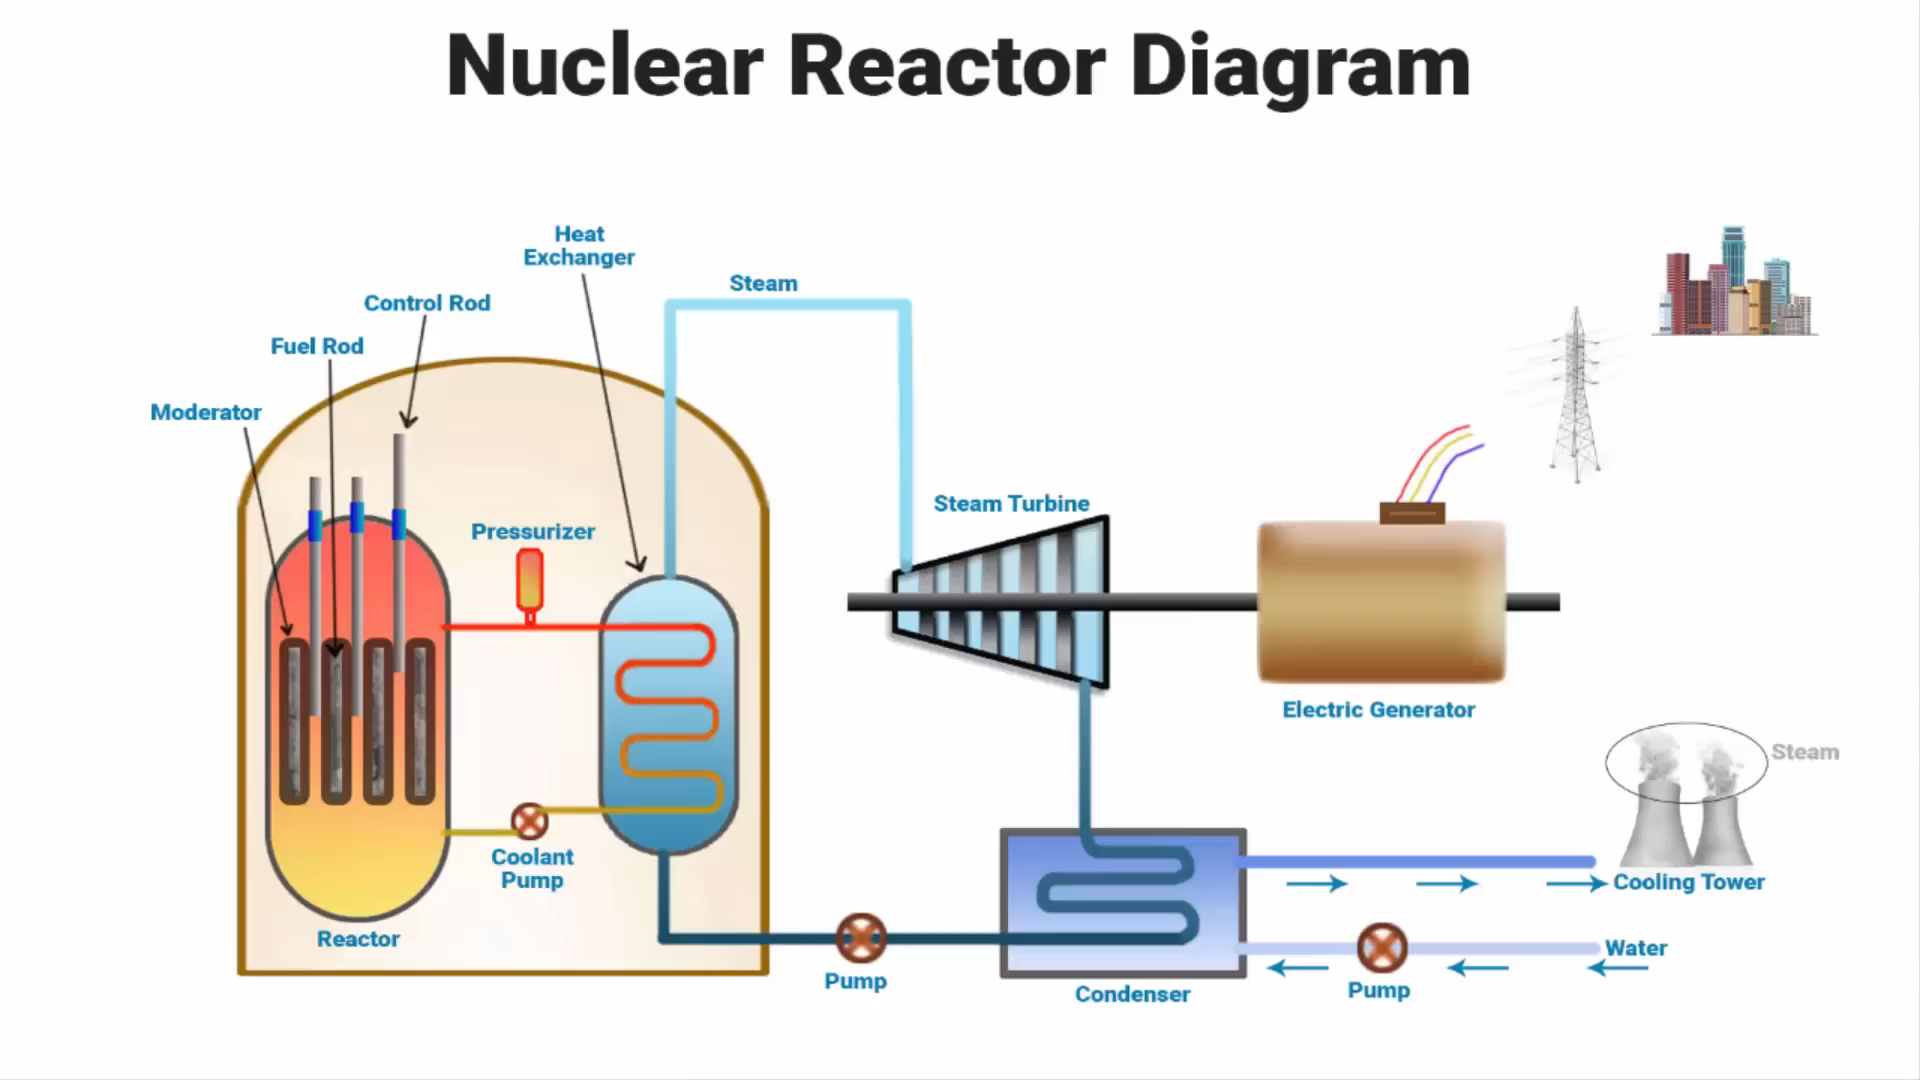 Nuclear Reactor Diagram
Heat
Exchanger
Steam
Control Rod
Fuel Rod
Moderator
Steam Turbine
Pressurizer
Electric Generator
Steam
Coolant
Pump
Cooling Tower
Reactor
Water
Pump
Pump
Condenser